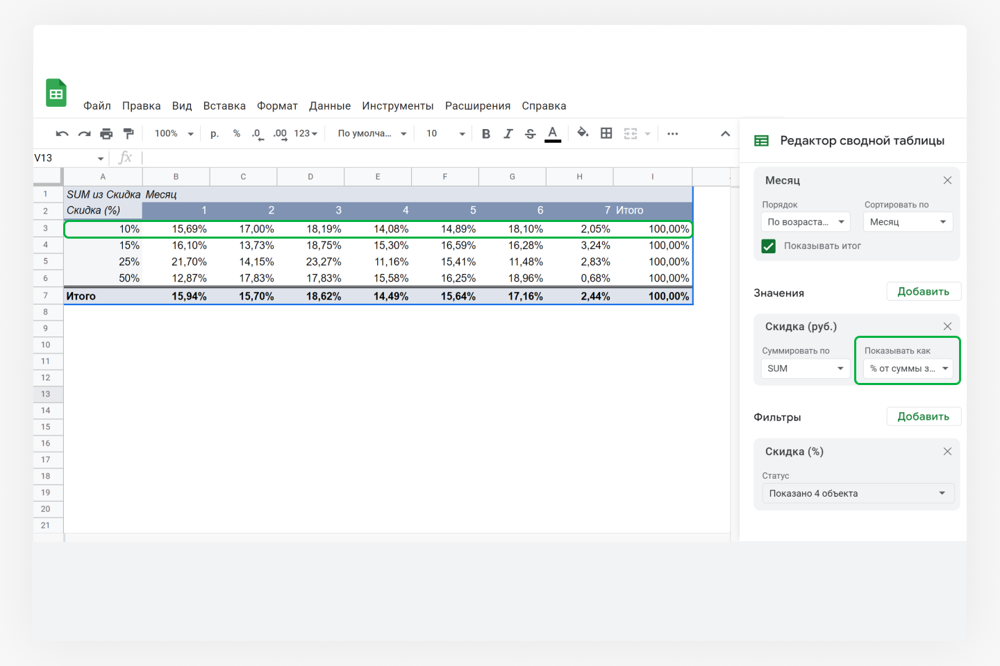 Файл Правка Вид Вставка Формат Данные Инструменты Расширения Справка
100% р. % .0 .00 123 По умолча... 10 B I S A ...
V13 fx
A B C D E F G H I
1 SUM из Скидка Месяц
2 Скидка (%) 1 2 3 4 5 6 7 Итого
3 10% 15,69% 17,00% 18,19% 14,08% 14,89% 18,10% 2,05% 100,00%
4 15% 16,10% 13,73% 18,75% 15,30% 16,59% 16,28% 3,24% 100,00%
5 25% 21,70% 14,15% 23,27% 11,16% 15,41% 11,48% 2,83% 100,00%
6 50% 12,87% 17,83% 17,83% 15,58% 16,25% 18,96% 0,68% 100,00%
7 Итого 15,94% 15,70% 18,62% 14,49% 15,64% 17,16% 2,44% 100,00%
8
9
10
11
12
13
14
15
16
17
18
19
20
21
Редактор сводной таблицы
Месяц
Порядок Сортировать по
По возраста... Месяц
Показывать итог
Значения Добавить
Скидка (руб.)
Суммировать по Показывать как
SUM % от суммы з...
Фильтры Добавить
Скидка (%)
Статус
Показано 4 объекта